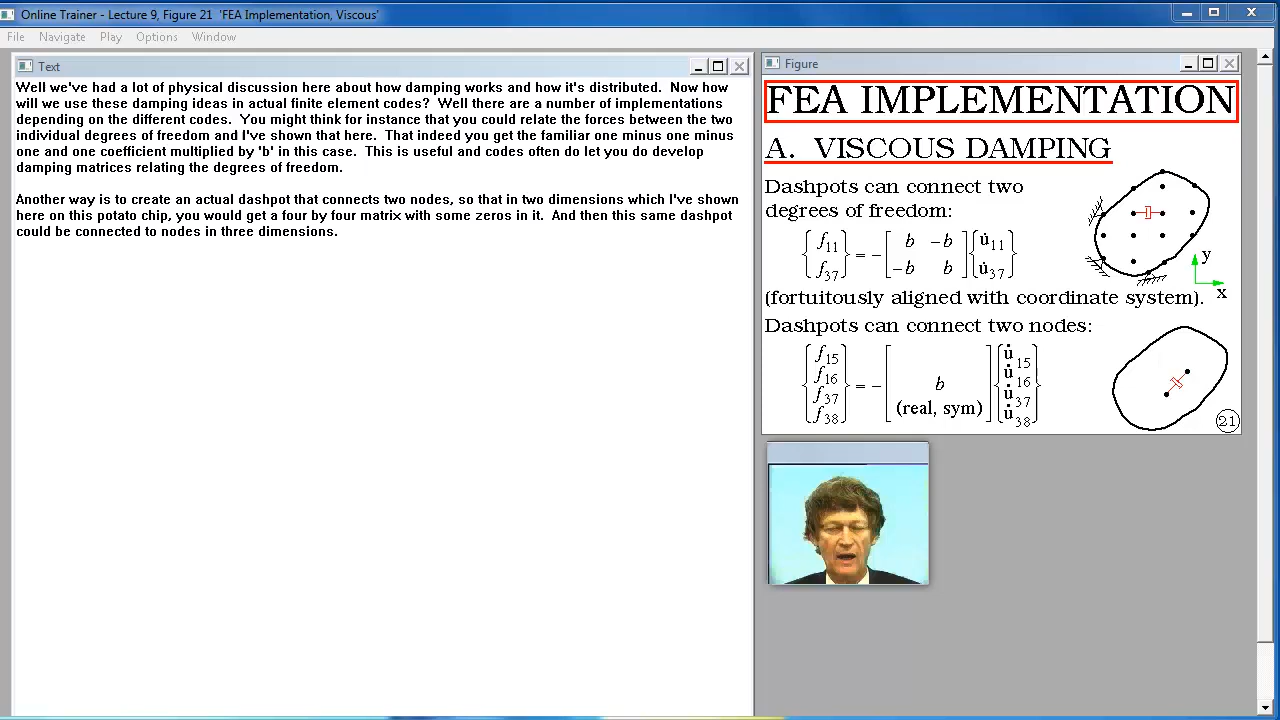 Online Trainer - Lecture 9, Figure 21 'FEA Implementation, Viscous'
File Navigate Play Options Window
Text
Well we've had a lot of physical discussion here about how damping works and how it's distributed. Now how
will we use these damping ideas in actual finite element codes? Well there are a number of implementations
depending on the different codes. You might think for instance that you could relate the forces between the two
individual degrees of freedom and I've shown that here. That indeed you get the familiar one minus one minus
one and one coefficient multiplied by 'b' in this case. This is useful and codes often do let you do develop
damping matrices relating the degrees of freedom.
Another way is to create an actual dashpot that connects two nodes, so that in two dimensions which I've shown
here on this potato chip, you would get a four by four matrix with some zeros in it. And then this same dashpot
could be connected to nodes in three dimensions.
Figure
FEA IMPLEMENTATION
A. VISCOUS DAMPING
Dashpots can connect two
degrees of freedom:
{f11 f37} = -[b -b -b b]{u̇11 u̇37}
y
x
(fortuitously aligned with coordinate system).
Dashpots can connect two nodes:
{f15 f16 f37 f38} = -[b (real, sym)]{u̇15 u̇16 u̇37 u̇38}
21